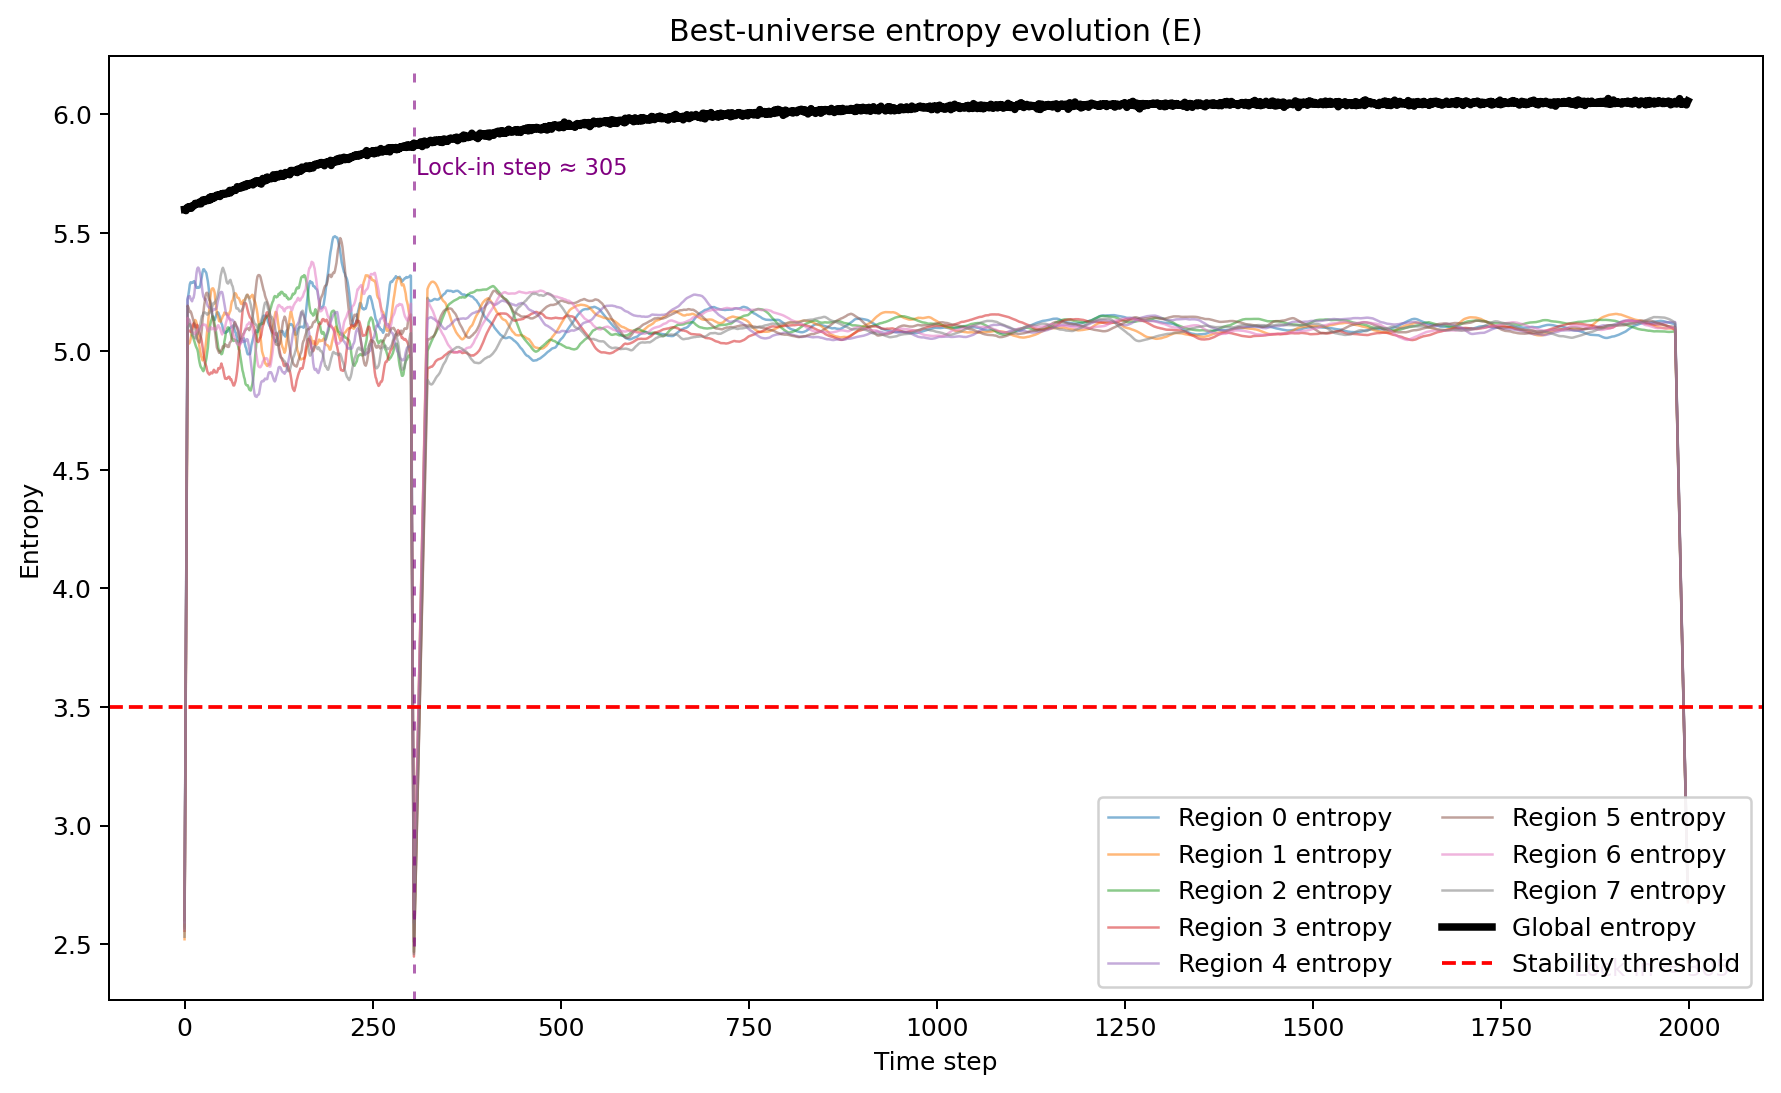 Best-universe entropy evolution (E)
Entropy
6.0
5.5
5.0
4.5
4.0
3.5
3.0
2.5
Lock-in step ≈ 305
Region 0 entropy
Region 1 entropy
Region 2 entropy
Region 3 entropy
Region 4 entropy
Region 5 entropy
Region 6 entropy
Region 7 entropy
Global entropy
Stability threshold
0 250 500 750 1000 1250 1500 1750 2000
Time step